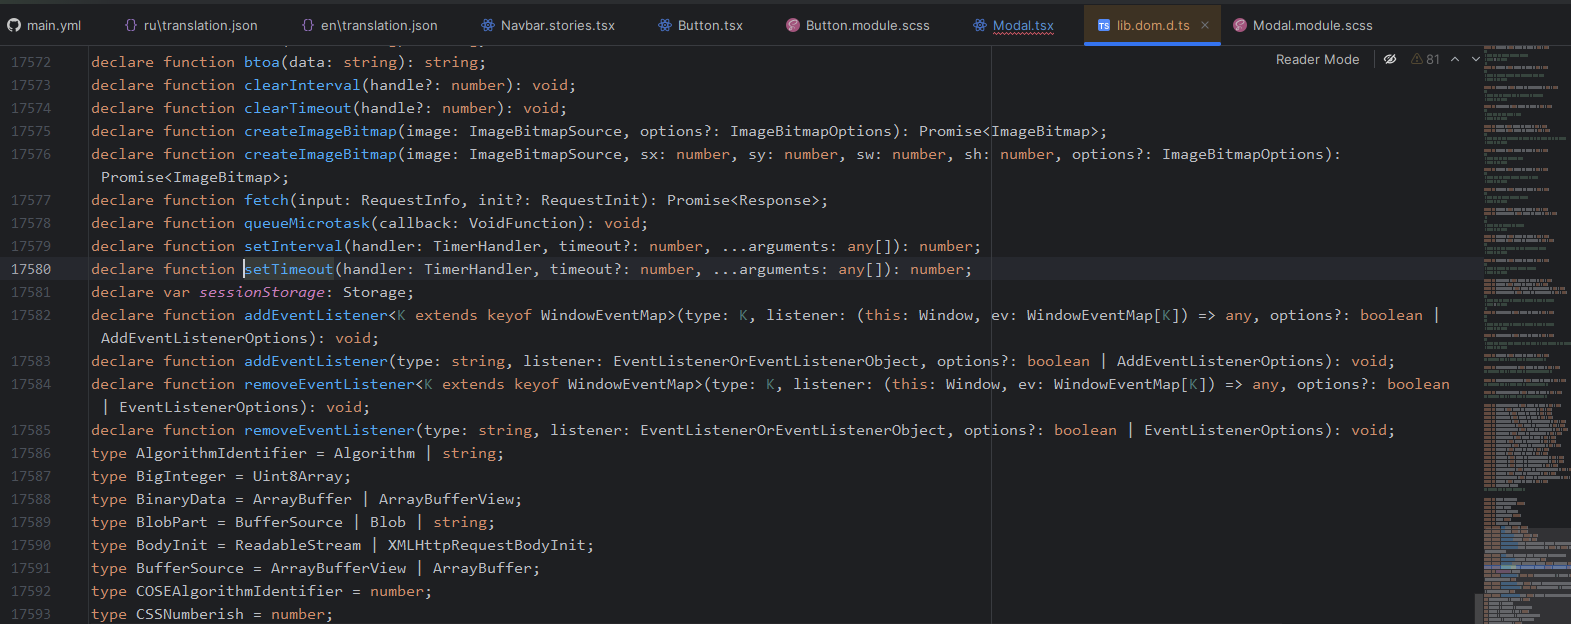 main.yml ru\translation.json en\translation.json Navbar.stories.tsx Button.tsx Button.module.scss Modal.tsx TS lib.dom.d.ts × Modal.module.scss
Reader Mode 81
17572 declare function btoa(data: string): string;
17573 declare function clearInterval(handle?: number): void;
17574 declare function clearTimeout(handle?: number): void;
17575 declare function createImageBitmap(image: ImageBitmapSource, options?: ImageBitmapOptions): Promise<ImageBitmap>;
17576 declare function createImageBitmap(image: ImageBitmapSource, sx: number, sy: number, sw: number, sh: number, options?: ImageBitmapOptions):
Promise<ImageBitmap>;
17577 declare function fetch(input: RequestInfo, init?: RequestInit): Promise<Response>;
17578 declare function queueMicrotask(callback: VoidFunction): void;
17579 declare function setInterval(handler: TimerHandler, timeout?: number, ...arguments: any[]): number;
17580 declare function setTimeout(handler: TimerHandler, timeout?: number, ...arguments: any[]): number;
17581 declare var sessionStorage: Storage;
17582 declare function addEventListener<K extends keyof WindowEventMap>(type: K, listener: (this: Window, ev: WindowEventMap[K]) => any, options?: boolean |
AddEventListenerOptions): void;
17583 declare function addEventListener(type: string, listener: EventListenerOrEventListenerObject, options?: boolean | AddEventListenerOptions): void;
17584 declare function removeEventListener<K extends keyof WindowEventMap>(type: K, listener: (this: Window, ev: WindowEventMap[K]) => any, options?: boolean
| EventListenerOptions): void;
17585 declare function removeEventListener(type: string, listener: EventListenerOrEventListenerObject, options?: boolean | EventListenerOptions): void;
17586 type AlgorithmIdentifier = Algorithm | string;
17587 type BigInteger = Uint8Array;
17588 type BinaryData = ArrayBuffer | ArrayBufferView;
17589 type BlobPart = BufferSource | Blob | string;
17590 type BodyInit = ReadableStream | XMLHttpRequestBodyInit;
17591 type BufferSource = ArrayBufferView | ArrayBuffer;
17592 type COSEAlgorithmIdentifier = number;
17593 type CSSNumberish = number;